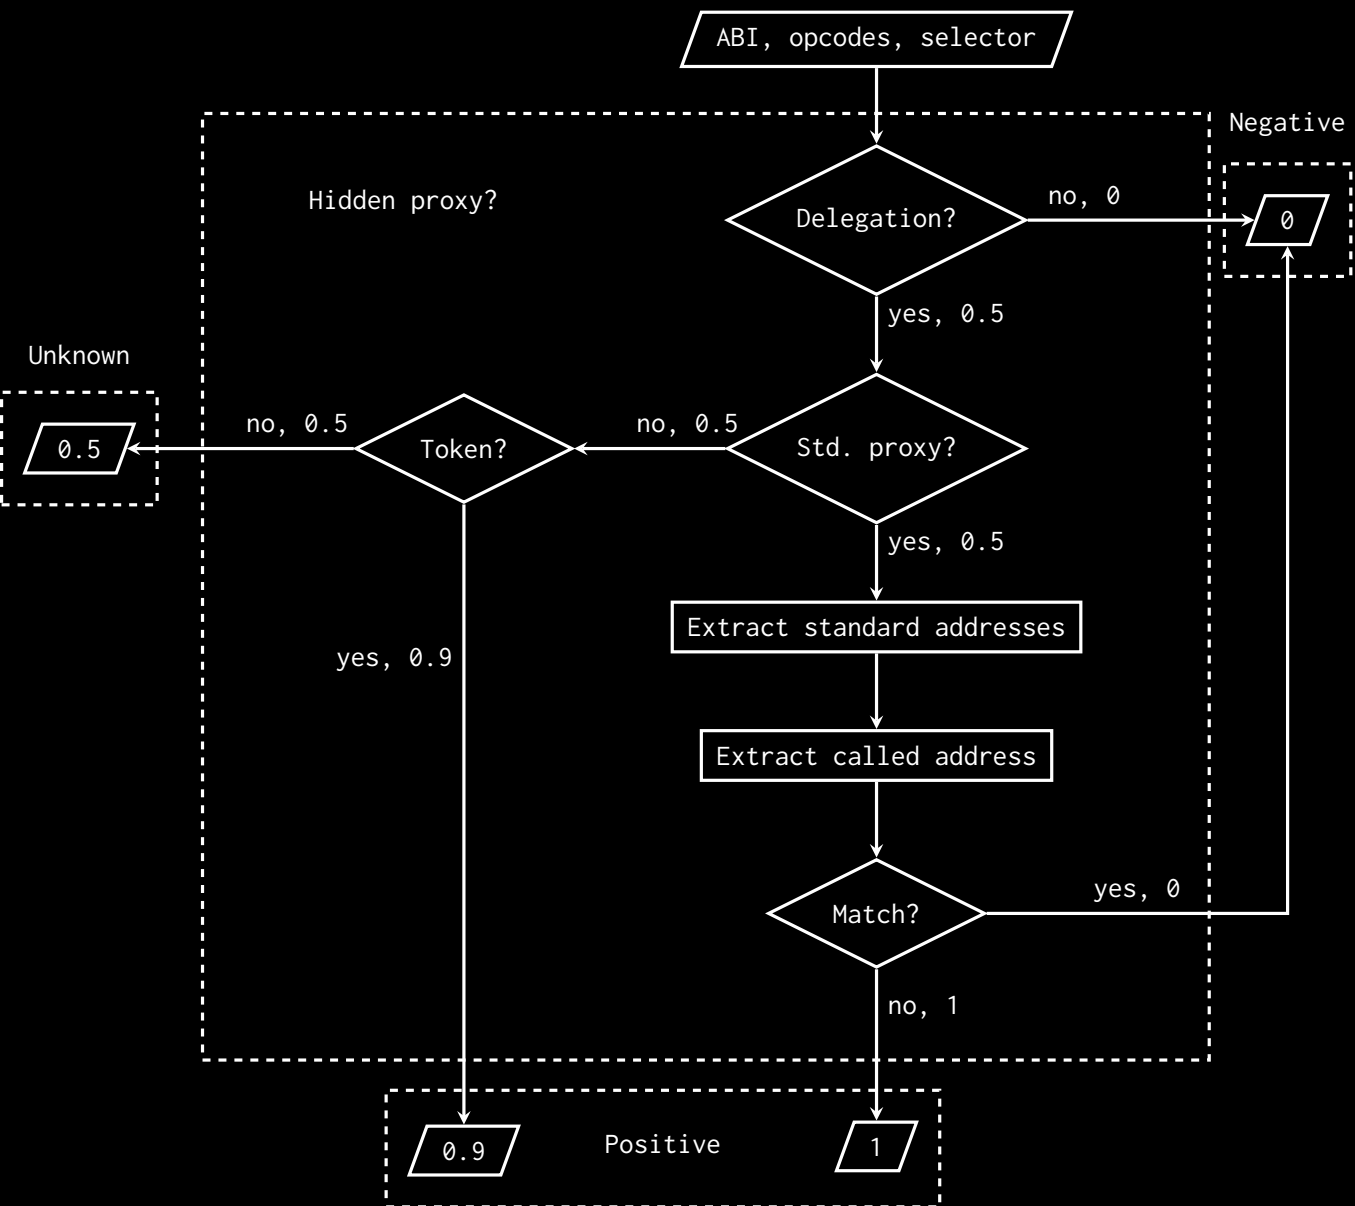 ABI, opcodes, selector
Negative
Hidden proxy?
Delegation?
no, 0
0
yes, 0.5
Unknown
0.5
no, 0.5
Token?
no, 0.5
Std. proxy?
yes, 0.5
Extract standard addresses
yes, 0.9
Extract called address
Match?
yes, 0
no, 1
0.9
Positive
1